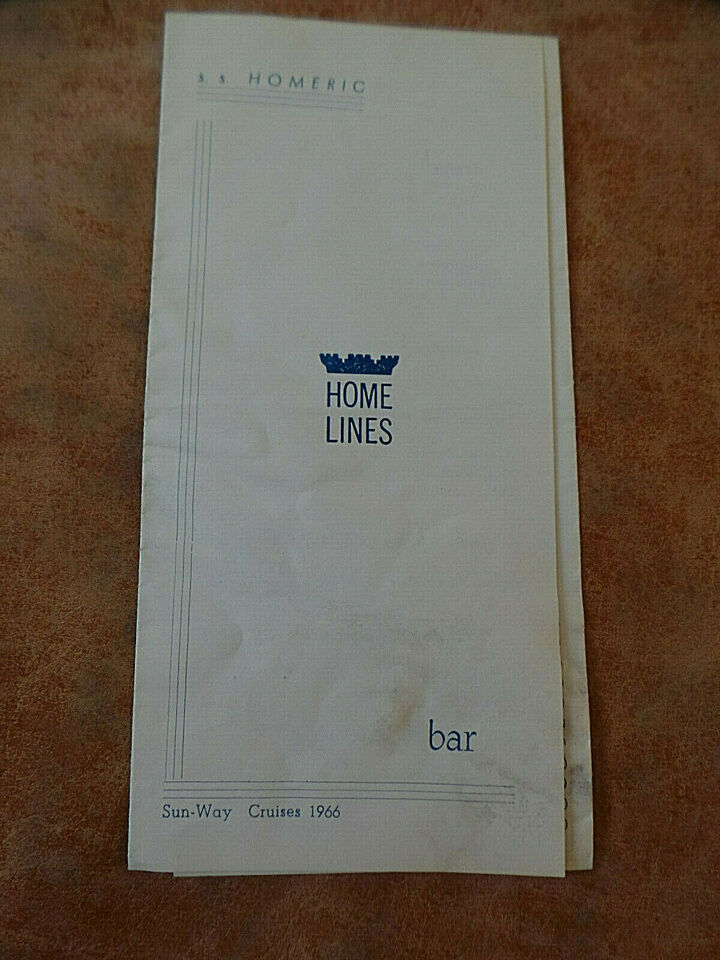 s. s. HOMERIC
HOME
LINES
bar
Sun-Way Cruises 1966